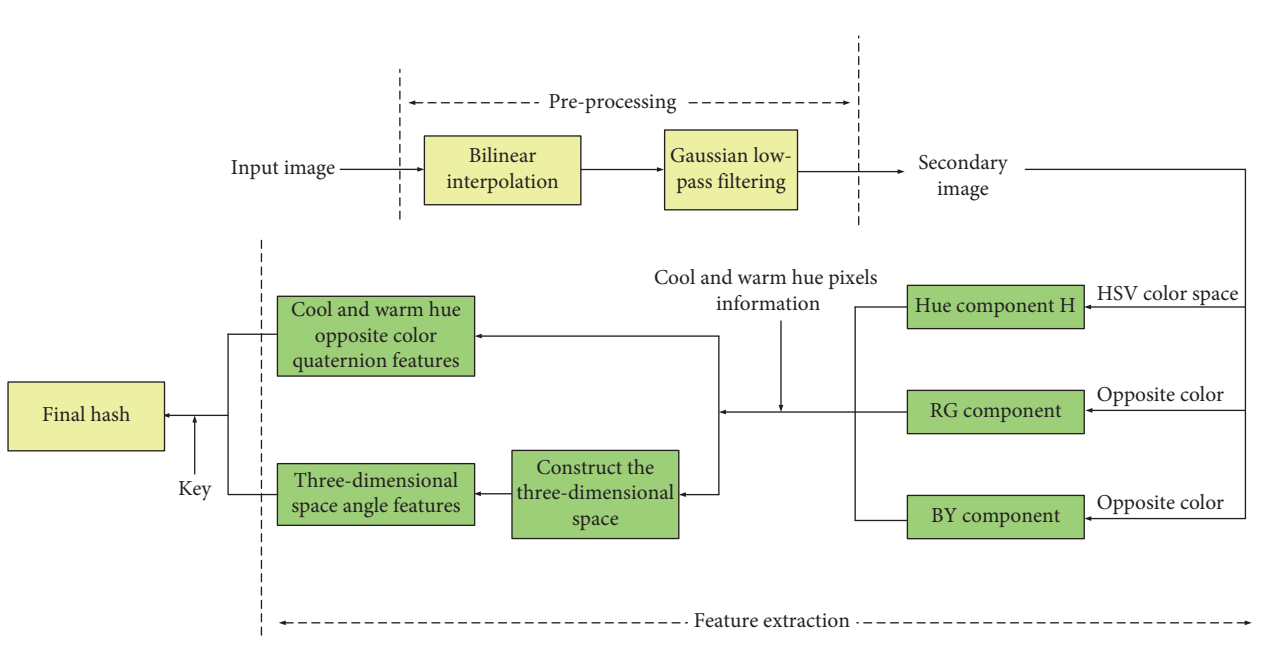 Pre-processing
Input image
Bilinear
interpolation
Gaussian low-
pass filtering
Secondary
image
Cool and warm hue pixels
information
Hue component H
HSV color space
Cool and warm hue
opposite color
quaternion features
RG component
Opposite color
Final hash
Key
Three-dimensional
space angle features
Construct the
three-dimensional
space
BY component
Opposite color
Feature extraction